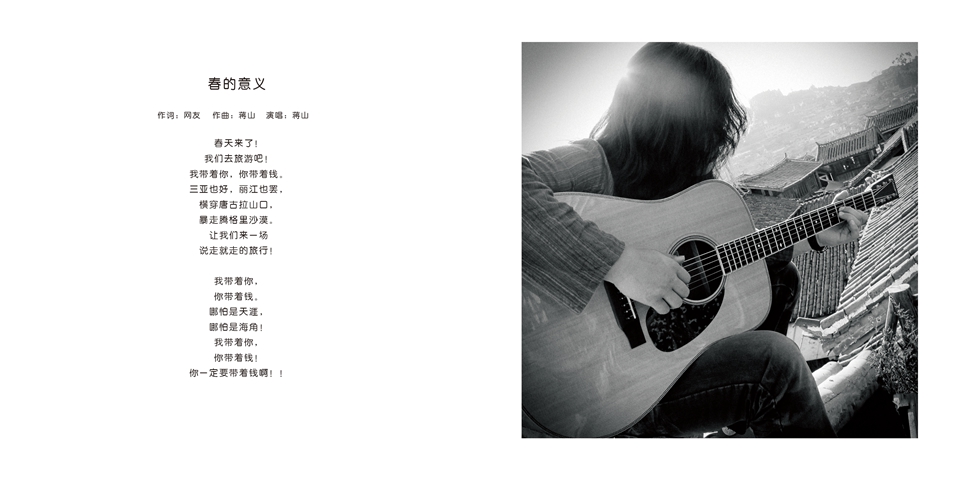 春的意义
作词：网友　作曲：蒋山　演唱：蒋山
春天来了！
我们去旅游吧！
我带着你，你带着钱。
三亚也好，丽江也罢，
横穿唐古拉山口，
暴走腾格里沙漠。
让我们来一场
说走就走的旅行！
我带着你，
你带着钱。
哪怕是天涯，
哪怕是海角！
我带着你，
你带着钱！
你一定要带着钱啊！！